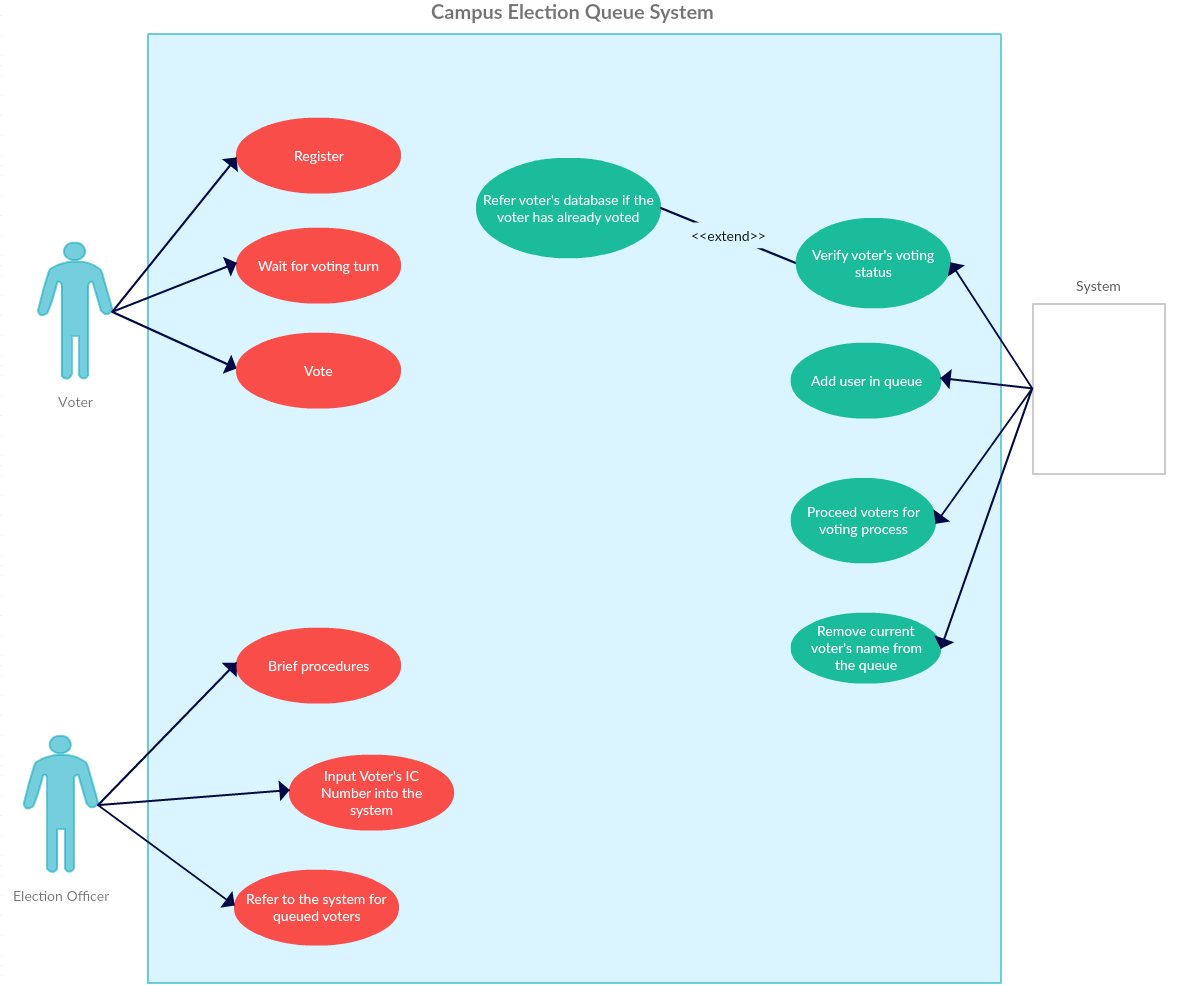 Campus Election Queue System
Register
Refer voter's database if the
voter has already voted
<<extend>>
Wait for voting turn
Verify voter's voting
status
System
Vote
Add user in queue
Voter
Proceed voters for
voting process
Remove current
voter's name from
the queue
Brief procedures
Input Voter's IC
Number into the
system
Election Officer
Refer to the system for
queued voters